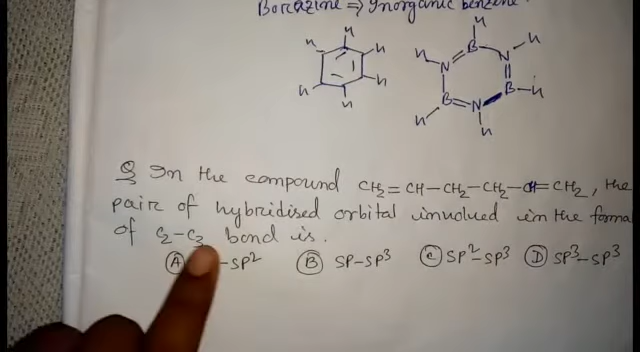 Borazine => Inorganic benzene
H
H H
H H
H
H
H B H
N N
B B-H
H N
H
Q In the compound CH2=CH-CH2-CH2-CH=CH2, the
pair of hybridised orbital involved in the forma
of C2-C3 bond is.
(A) -SP2 (B) SP-SP3 (C) SP2-SP3 (D) SP3-SP3